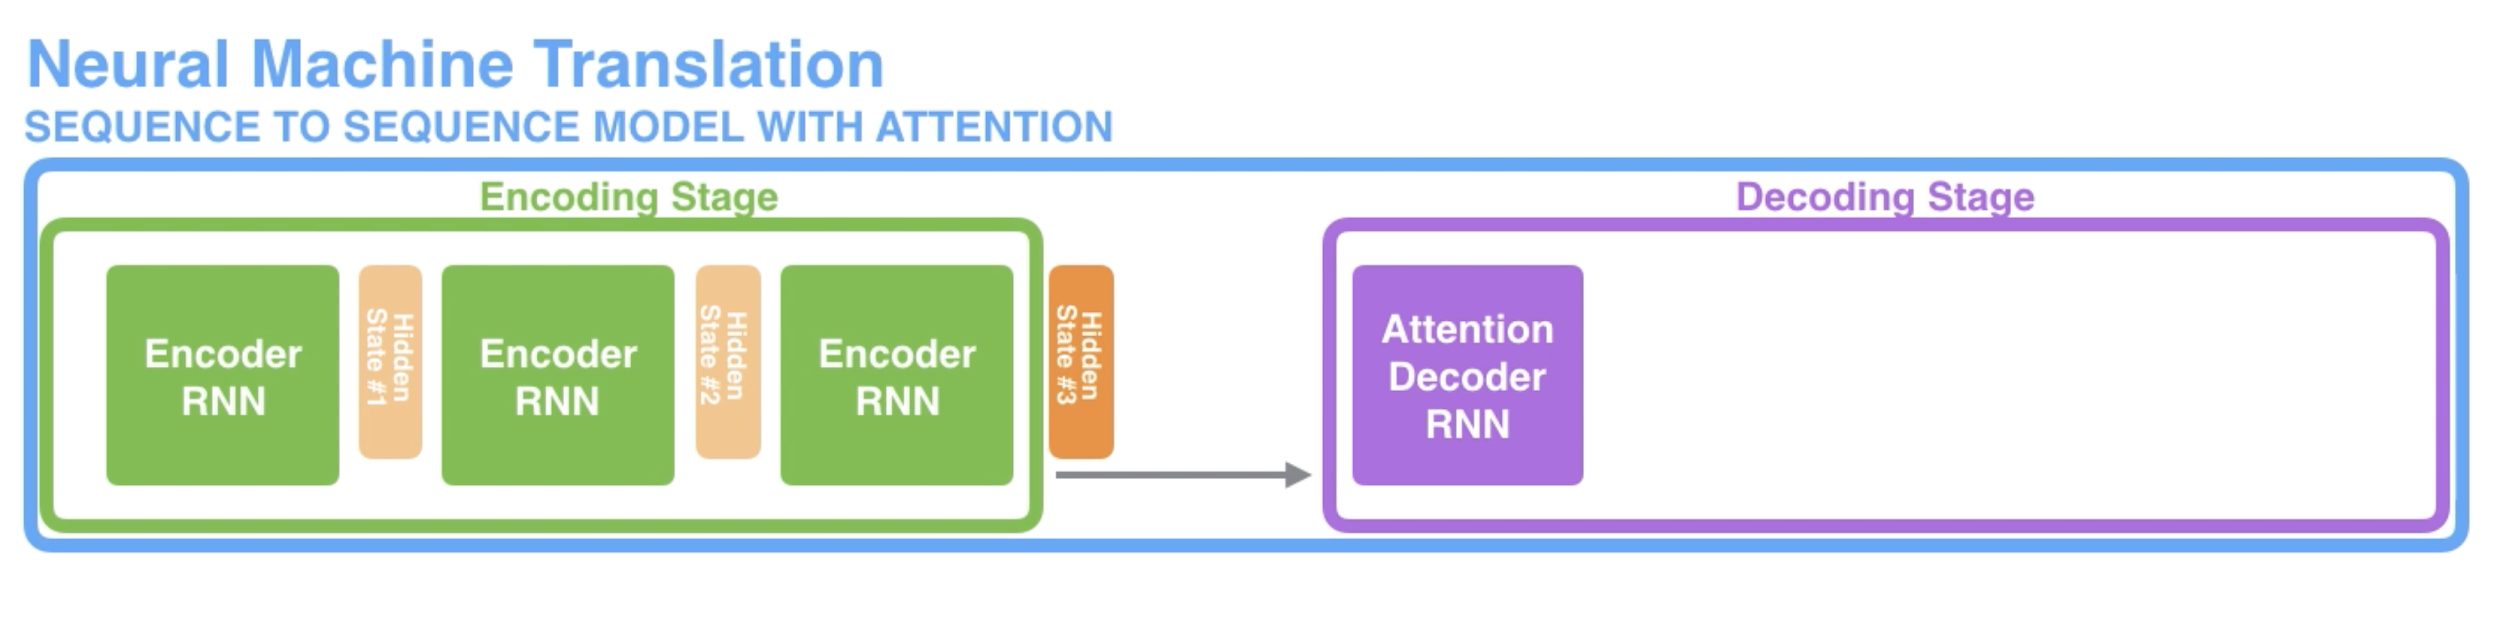 Neural Machine Translation
SEQUENCE TO SEQUENCE MODEL WITH ATTENTION
Encoding Stage
Decoding Stage
Encoder
RNN
Hidden
State #1
Encoder
RNN
Hidden
State #2
Encoder
RNN
Hidden
State #3
Attention
Decoder
RNN